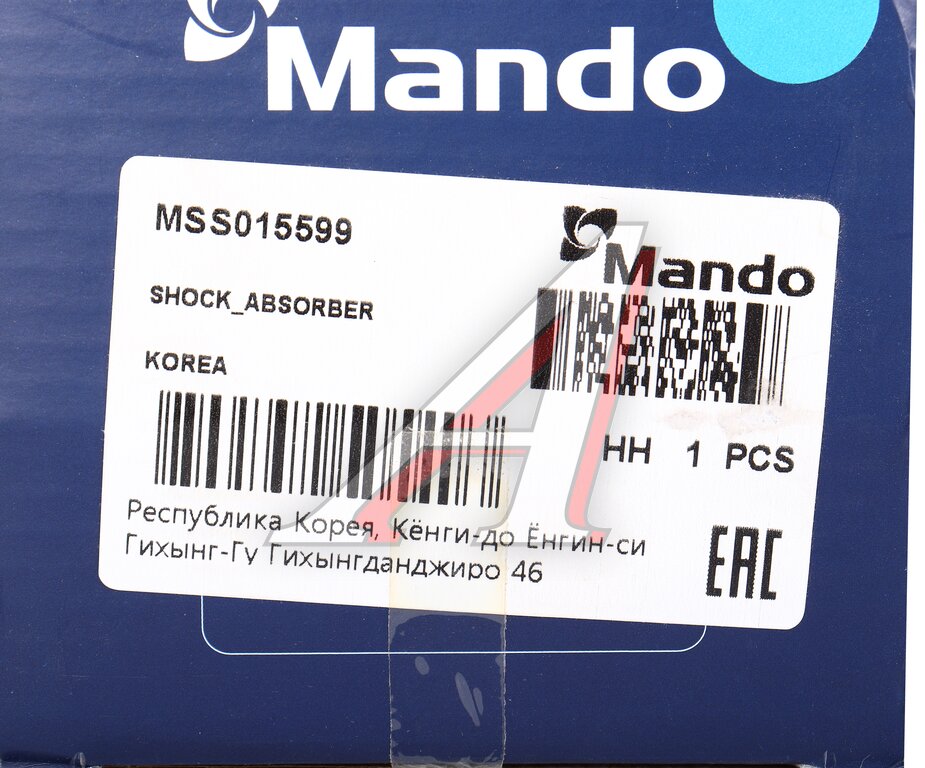 Mando
MSS015599
Mando
SHOCK_ABSORBER
KOREA
HH 1 PCS
Республика Корея, Кёнги-до Ёнгин-си
Гихынг-Гу Гихынгданджиро 46
EAC